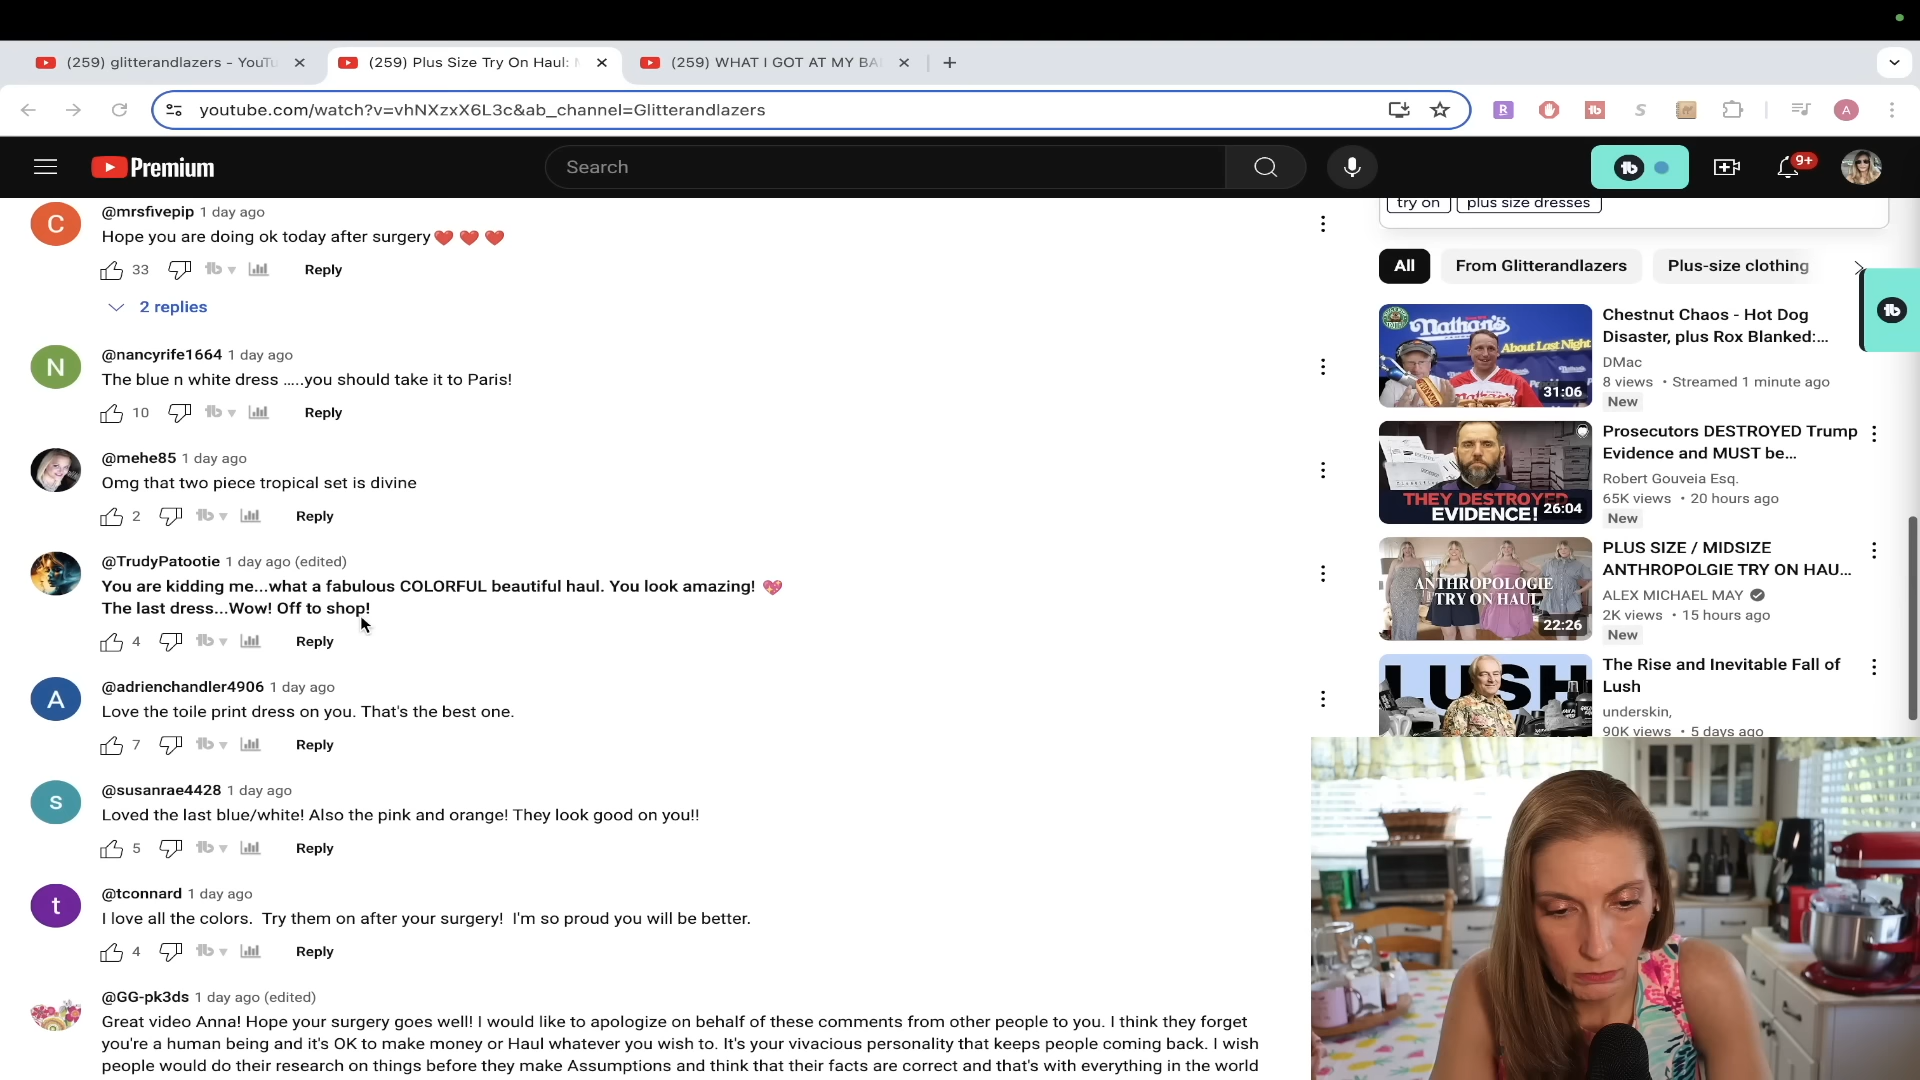 (259) glitterandlazers - YouTu
(259) Plus Size Try On Haul:
(259) WHAT I GOT AT MY BA
youtube.com/watch?v=vhNXzxX6L3c&ab_channel=Glitterandlazers
Premium
Search
9+
@mrsfivepip 1 day ago
Hope you are doing ok today after surgery
33 Reply
2 replies
@nancyrife1664 1 day ago
The blue n white dress …..you should take it to Paris!
10 Reply
@mehe85 1 day ago
Omg that two piece tropical set is divine
2 Reply
@TrudyPatootie 1 day ago (edited)
You are kidding me...what a fabulous COLORFUL beautiful haul. You look amazing!
The last dress...Wow! Off to shop!
4 Reply
@adrienchandler4906 1 day ago
Love the toile print dress on you. That's the best one.
7 Reply
@susanrae4428 1 day ago
Loved the last blue/white! Also the pink and orange! They look good on you!!
5 Reply
@tconnard 1 day ago
I love all the colors. Try them on after your surgery! I'm so proud you will be better.
4 Reply
@GG-pk3ds 1 day ago (edited)
Great video Anna! Hope your surgery goes well! I would like to apologize on behalf of these comments from other people to you. I think they forget
you're a human being and it's OK to make money or Haul whatever you wish to. It's your vivacious personality that keeps people coming back. I wish
people would do their research on things before they make Assumptions and think that their facts are correct and that's with everything in the world
try on plus size dresses
All From Glitterandlazers Plus-size clothing
Nathan's
About Last Night
31:06
Chestnut Chaos - Hot Dog
Disaster, plus Rox Blanked:...
DMac
8 views • Streamed 1 minute ago
New
THEY DESTROYED
EVIDENCE!
26:04
Prosecutors DESTROYED Trump
Evidence and MUST be...
Robert Gouveia Esq.
65K views • 20 hours ago
New
ANTHROPOLOGIE
TRY ON HAUL
22:26
PLUS SIZE / MIDSIZE
ANTHROPOLGIE TRY ON HAU...
ALEX MICHAEL MAY
2K views • 15 hours ago
New
LUSH
The Rise and Inevitable Fall of
Lush
underskin,
90K views • 5 days ago